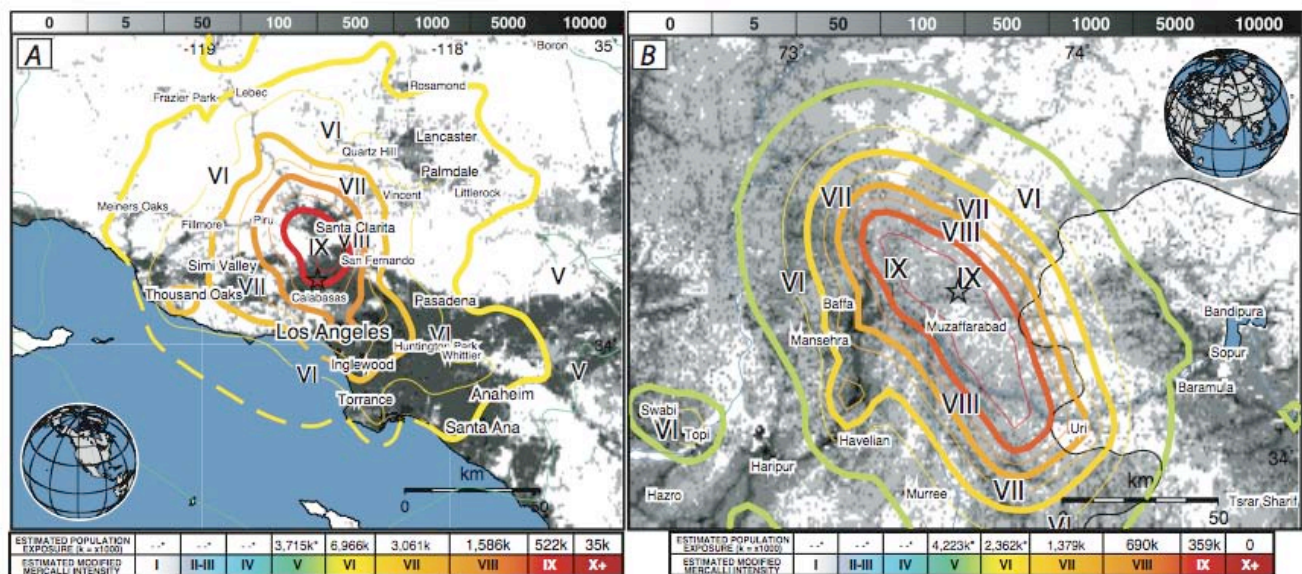 0 5 50 100 500 1000 5000 10000
A
-119
-118
Boron
35
Frazier Park
Lebec
Rosamond
VI
Lancaster
Quartz Hill
VI
VII
Palmdale
Meiners Oaks
Vincent
Littlerock
Fillmore
Piru
Santa Clarita
VIII
IX
San Fernando
Simi Valley
V
VII
Thousand Oaks
Calabasas
Pasadena
Los Angeles
VI
34
Huntington Park
Whittier
Inglewood
VI
V
Torrance
Anaheim
Santa Ana
km
0 50
ESTIMATED POPULATION EXPOSURE (k = x1000) --* --* --* 3,715k* 6,966k 3,061k 1,586k 522k 35k
ESTIMATED MODIFIED MERCALLI INTENSITY I II-III IV V VI VII VIII IX X+
0 5 50 100 500 1000 5000 10000
B
73
74
VII
VII
VI
VIII
IX
IX
VI
Baffa
Muzaffarabad
Bandipura
Mansehra
Sopur
Baramula
VIII
Swabi
VI
Topi
Uri
Havelian
Haripur
34
Hazro
Murree
VII
km
Tsrar Sharif
50
VI
ESTIMATED POPULATION EXPOSURE (k = x1000) --* --* --* 4,223k* 2,362k* 1,379k 690k 359k 0
ESTIMATED MODIFIED MERCALLI INTENSITY I II-III IV V VI VII VIII IX X+